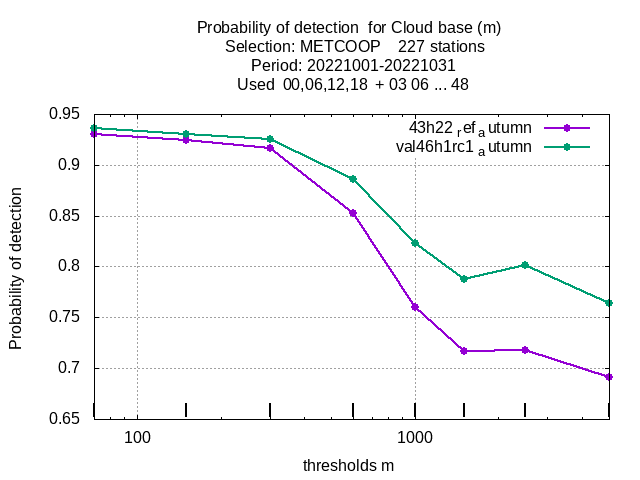 Probability of detection  for Cloud base (m)
Selection: METCOOP    227 stations
Period: 20221001-20221031
Used  00,06,12,18  + 03 06 ... 48
43h22 ref autumn
val46h1rc1 autumn
0.95
0.9
0.85
0.8
0.75
0.7
0.65
Probability of detection
100
1000
thresholds m